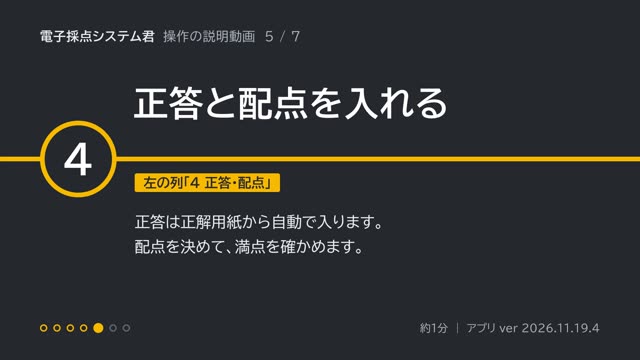 電子採点システム君 操作の説明動画 5 / 7
正答と配点を入れる
4
左の列「4 正答・配点」
正答は正解用紙から自動で入ります。
配点を決めて、満点を確かめます。
約1分 | アプリ ver 2026.11.19.4